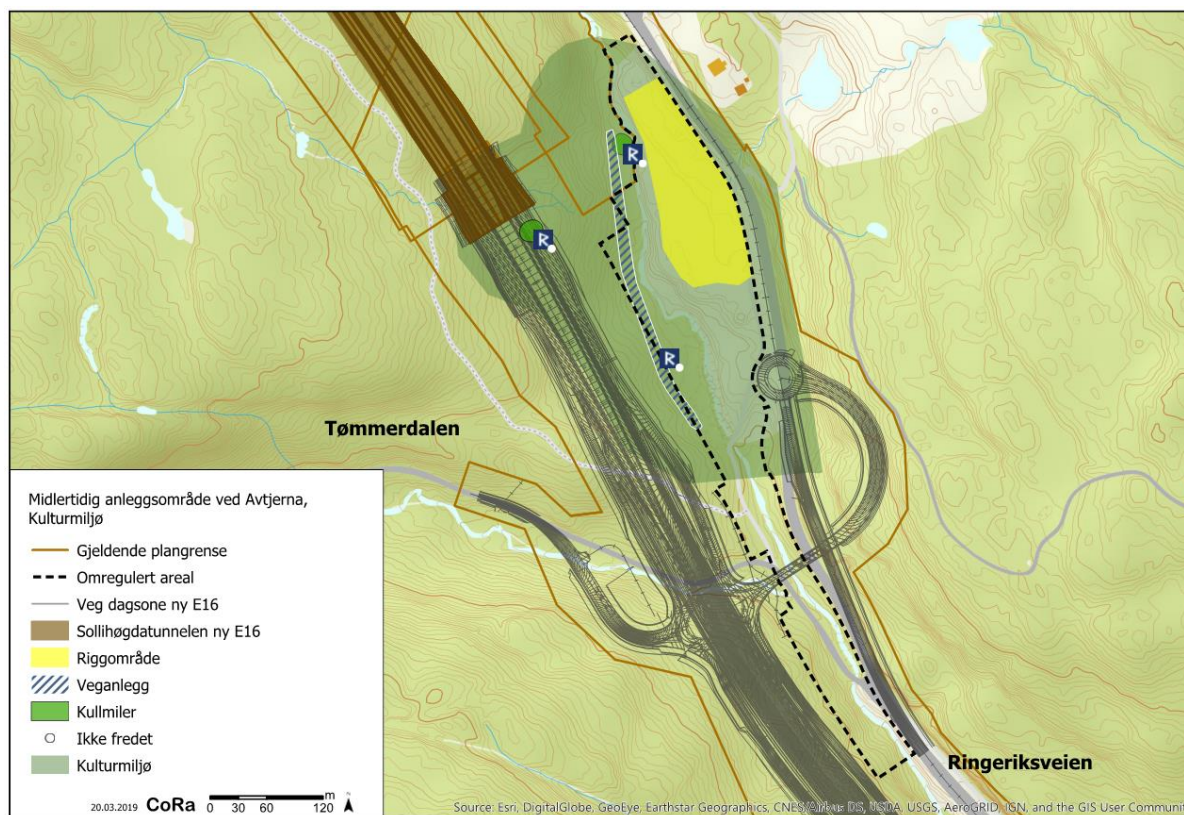 Tømmerdalen
Midlertidig anleggsområde ved Avtjerna,
Kulturmiljø
Gjeldende plangrense
Omregulert areal
Veg dagsone ny E16
Sollihøgdatunnelen ny E16
Riggområde
Veganlegg
Kullmiler
Ikke fredet
Kulturmiljø
20.03.2019 CoRa 0 30 60 120 m N
Ringeriksveien
Source: Esri, DigitalGlobe, GeoEye, Earthstar Geographics, CNES/Airbus DS, USDA, USGS, AeroGRID, IGN, and the GIS User Communit